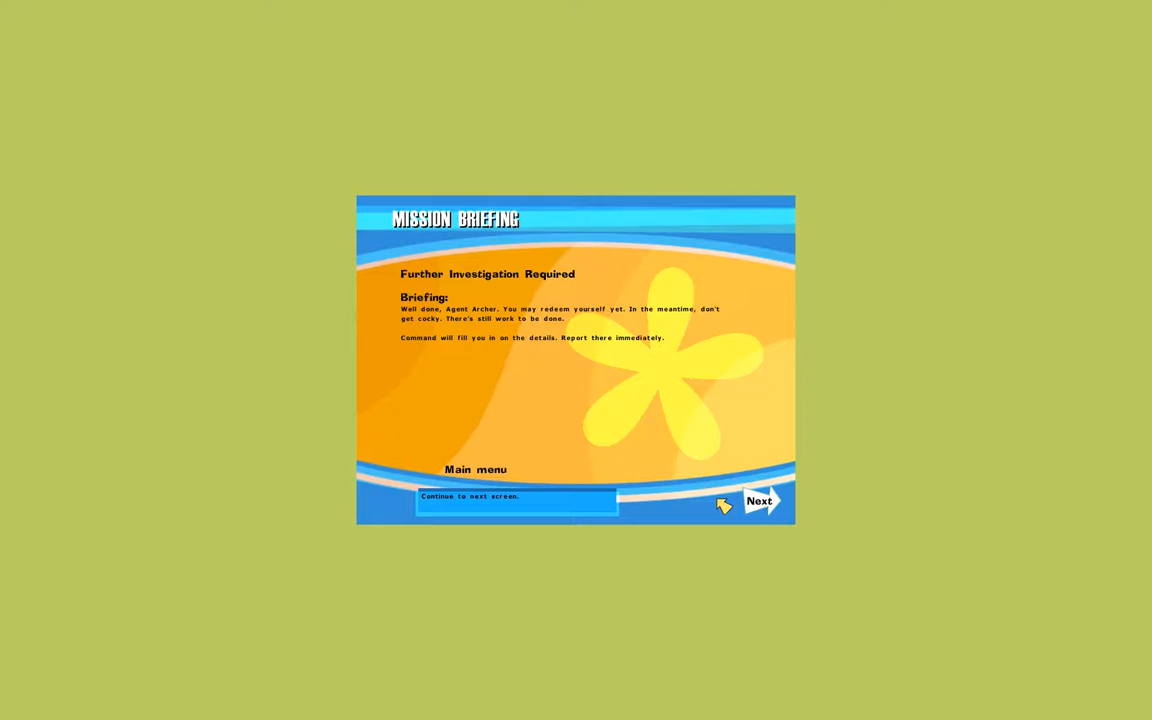 MISSION BRIEFING
Further Investigation Required
Briefing:
Well done, Agent Archer. You may redeem yourself yet. In the meantime, don't
get cocky. There's still work to be done.
Command will fill you in on the details. Report there immediately.
Main menu
Continue to next screen.
Next